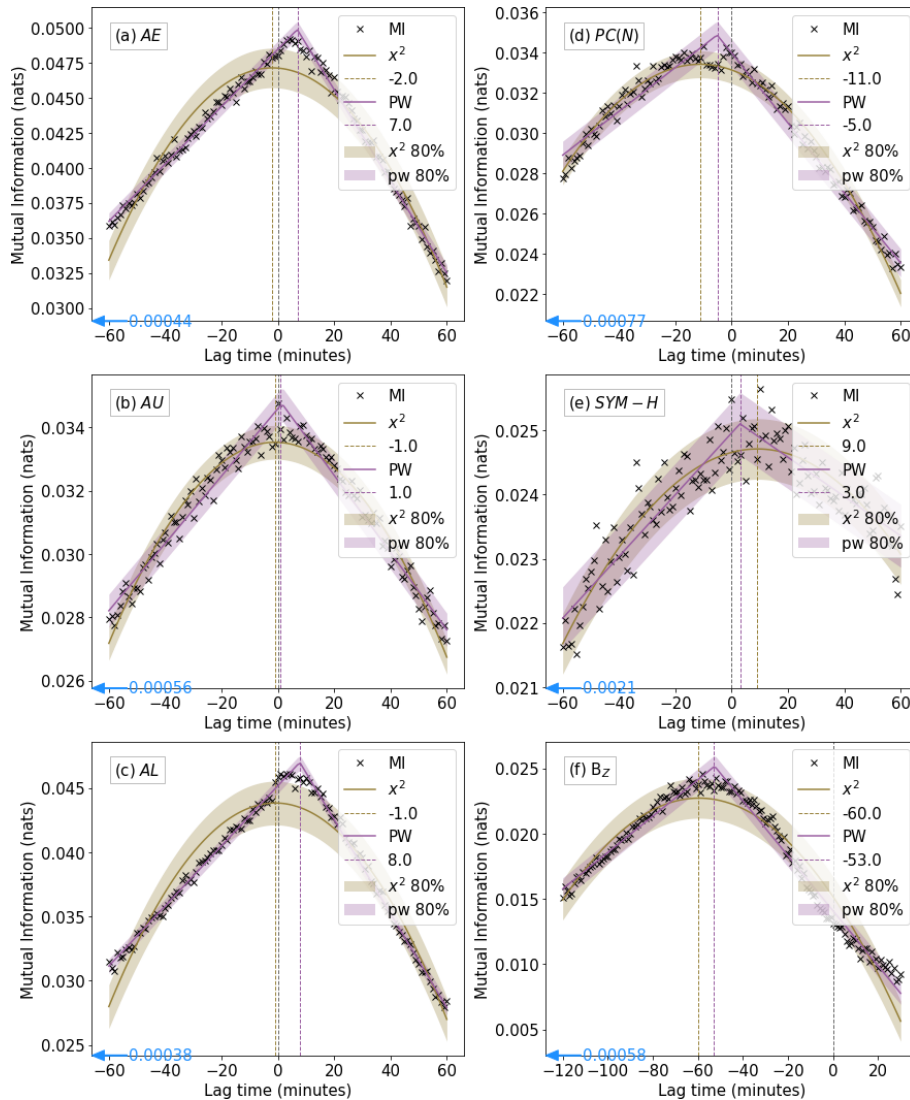 (a) AE
MI
x²
-2.0
PW
7.0
x² 80%
pw 80%
0.0500
0.0475
0.0450
0.0425
0.0400
0.0375
0.0350
0.0325
0.0300
Mutual Information (nats)
0.00044
−60 −40 −20 0 20 40 60
Lag time (minutes)
(d) PC(N)
MI
x²
-11.0
PW
-5.0
x² 80%
pw 80%
0.036
0.034
0.032
0.030
0.028
0.026
0.024
0.022
Mutual Information (nats)
0.00077
−60 −40 −20 0 20 40 60
Lag time (minutes)
(b) AU
MI
x²
-1.0
PW
1.0
x² 80%
pw 80%
0.034
0.032
0.030
0.028
0.026
Mutual Information (nats)
0.00056
−60 −40 −20 0 20 40 60
Lag time (minutes)
(e) SYM − H
MI
x²
9.0
PW
3.0
x² 80%
pw 80%
0.025
0.024
0.023
0.022
0.021
Mutual Information (nats)
0.0021
−60 −40 −20 0 20 40 60
Lag time (minutes)
(c) AL
MI
x²
-1.0
PW
8.0
x² 80%
pw 80%
0.045
0.040
0.035
0.030
0.025
Mutual Information (nats)
0.00038
−60 −40 −20 0 20 40 60
Lag time (minutes)
(f) B_Z
MI
x²
-60.0
PW
-53.0
x² 80%
pw 80%
0.025
0.020
0.015
0.010
0.005
Mutual Information (nats)
0.00058
−120 −100 −80 −60 −40 −20 0 20
Lag time (minutes)